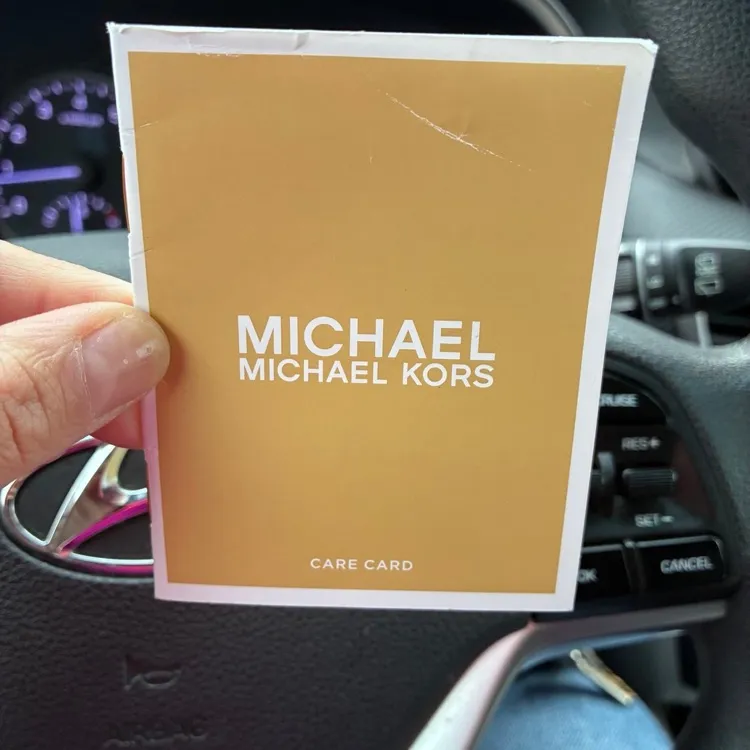 MICHAEL
MICHAEL KORS
CARE CARD
RES+
SET-
CANCEL